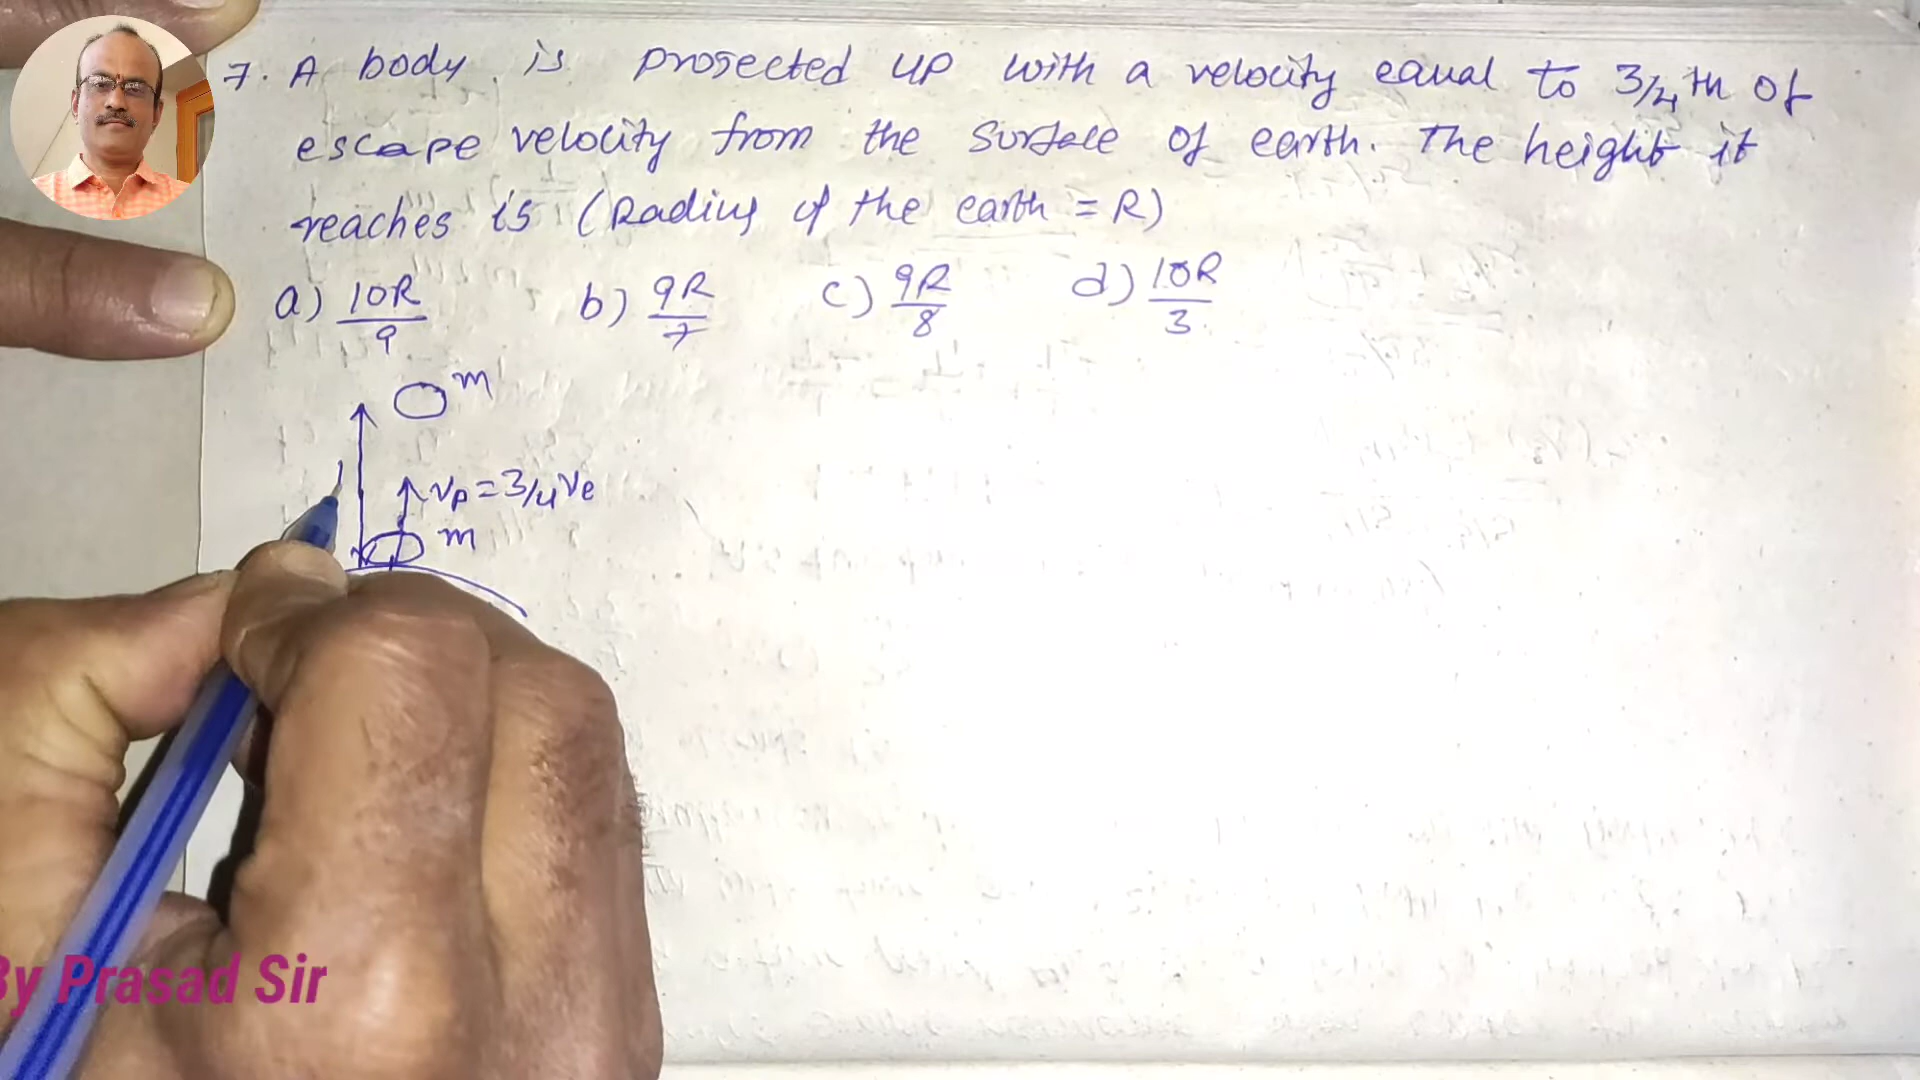 7. A body is projected up with a velocity equal to 3/4 th of
escape velocity from the surface of earth. The height it
reaches is (Radius of the earth = R)
a) 10R/9 b) 9R/7 c) 9R/8 d) 10R/3
m
vp = 3/4 ve
m
By Prasad Sir